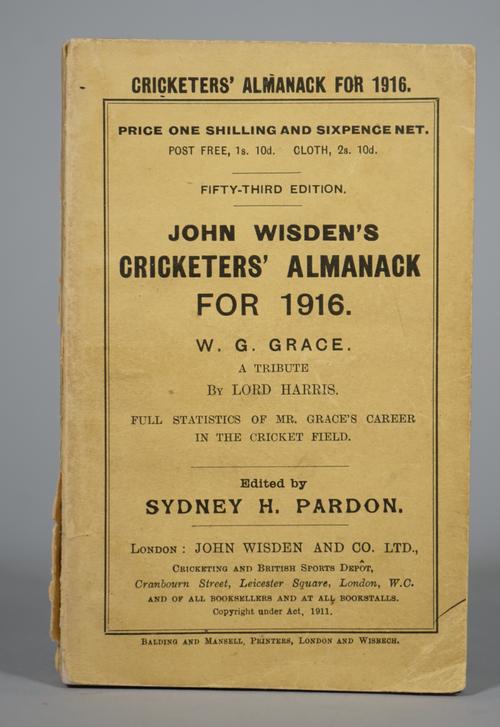 CRICKETERS' ALMANACK FOR 1916.
PRICE ONE SHILLING AND SIXPENCE NET.
POST FREE, 1s. 10d. CLOTH, 2s. 10d.
FIFTY-THIRD EDITION.
JOHN WISDEN'S
CRICKETERS' ALMANACK
FOR 1916.
W. G. GRACE.
A TRIBUTE
BY LORD HARRIS.
FULL STATISTICS OF MR. GRACE'S CAREER
IN THE CRICKET FIELD.
Edited by
SYDNEY H. PARDON.
LONDON: JOHN WISDEN AND CO. LTD.,
CRICKETING AND BRITISH SPORTS DEPÔT,
Cranbourn Street, Leicester Square, London, W.C.
AND OF ALL BOOKSELLERS AND AT ALL BOOKSTALLS.
Copyright under Act, 1911.
BALDING AND MANSELL, PRINTERS, LONDON AND WISBECH.